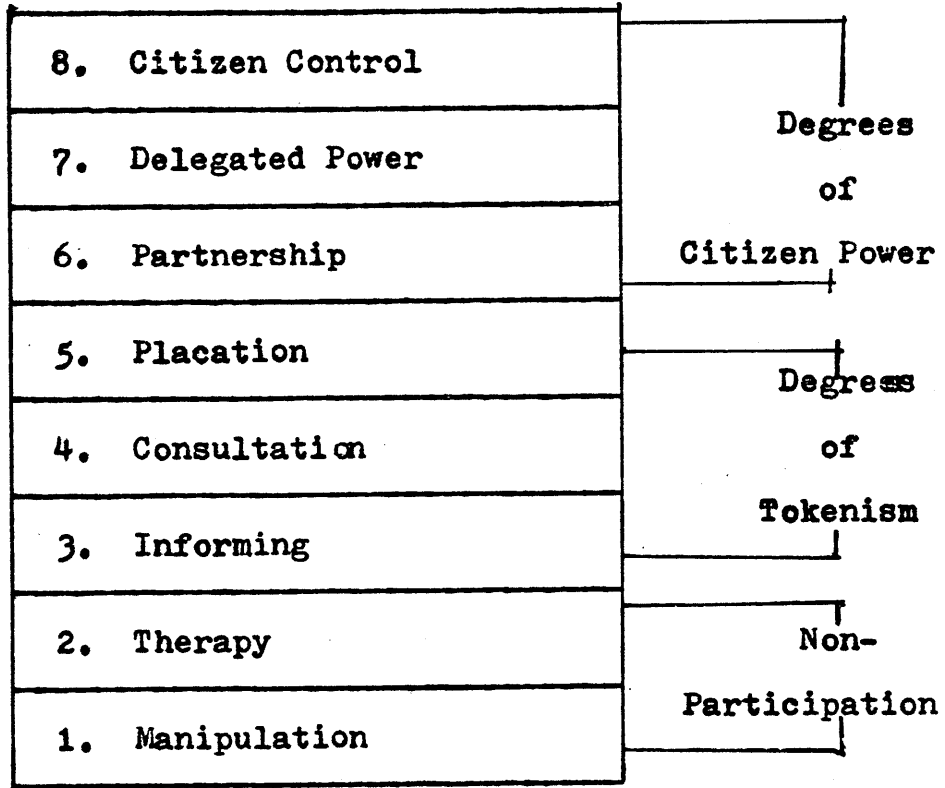 8. Citizen Control
7. Delegated Power
6. Partnership
5. Placation
4. Consultation
3. Informing
2. Therapy
1. Manipulation
Degrees
of
Citizen Power
Degrees
of
Tokenism
Non-
Participation